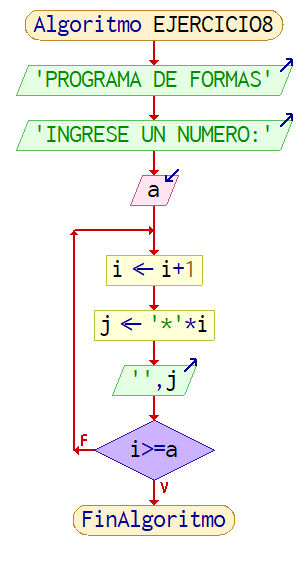 Algoritmo EJERCICIO8
'PROGRAMA DE FORMAS'
'INGRESE UN NUMERO:'
a
i ← i+1
j ← '*'*i
'',j
i>=a
F
V
FinAlgoritmo